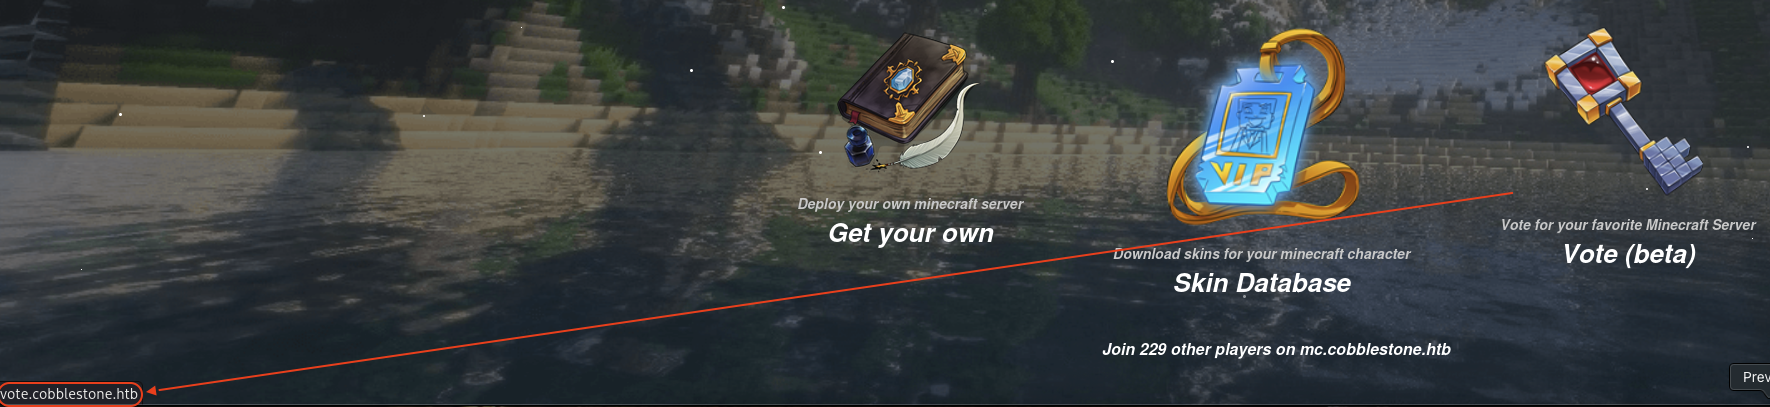 VIP
Deploy your own minecraft server
Get your own
Download skins for your minecraft character
Skin Database
Vote for your favorite Minecraft Server
Vote (beta)
Join 229 other players on mc.cobblestone.htb
Prev
vote.cobblestone.htb